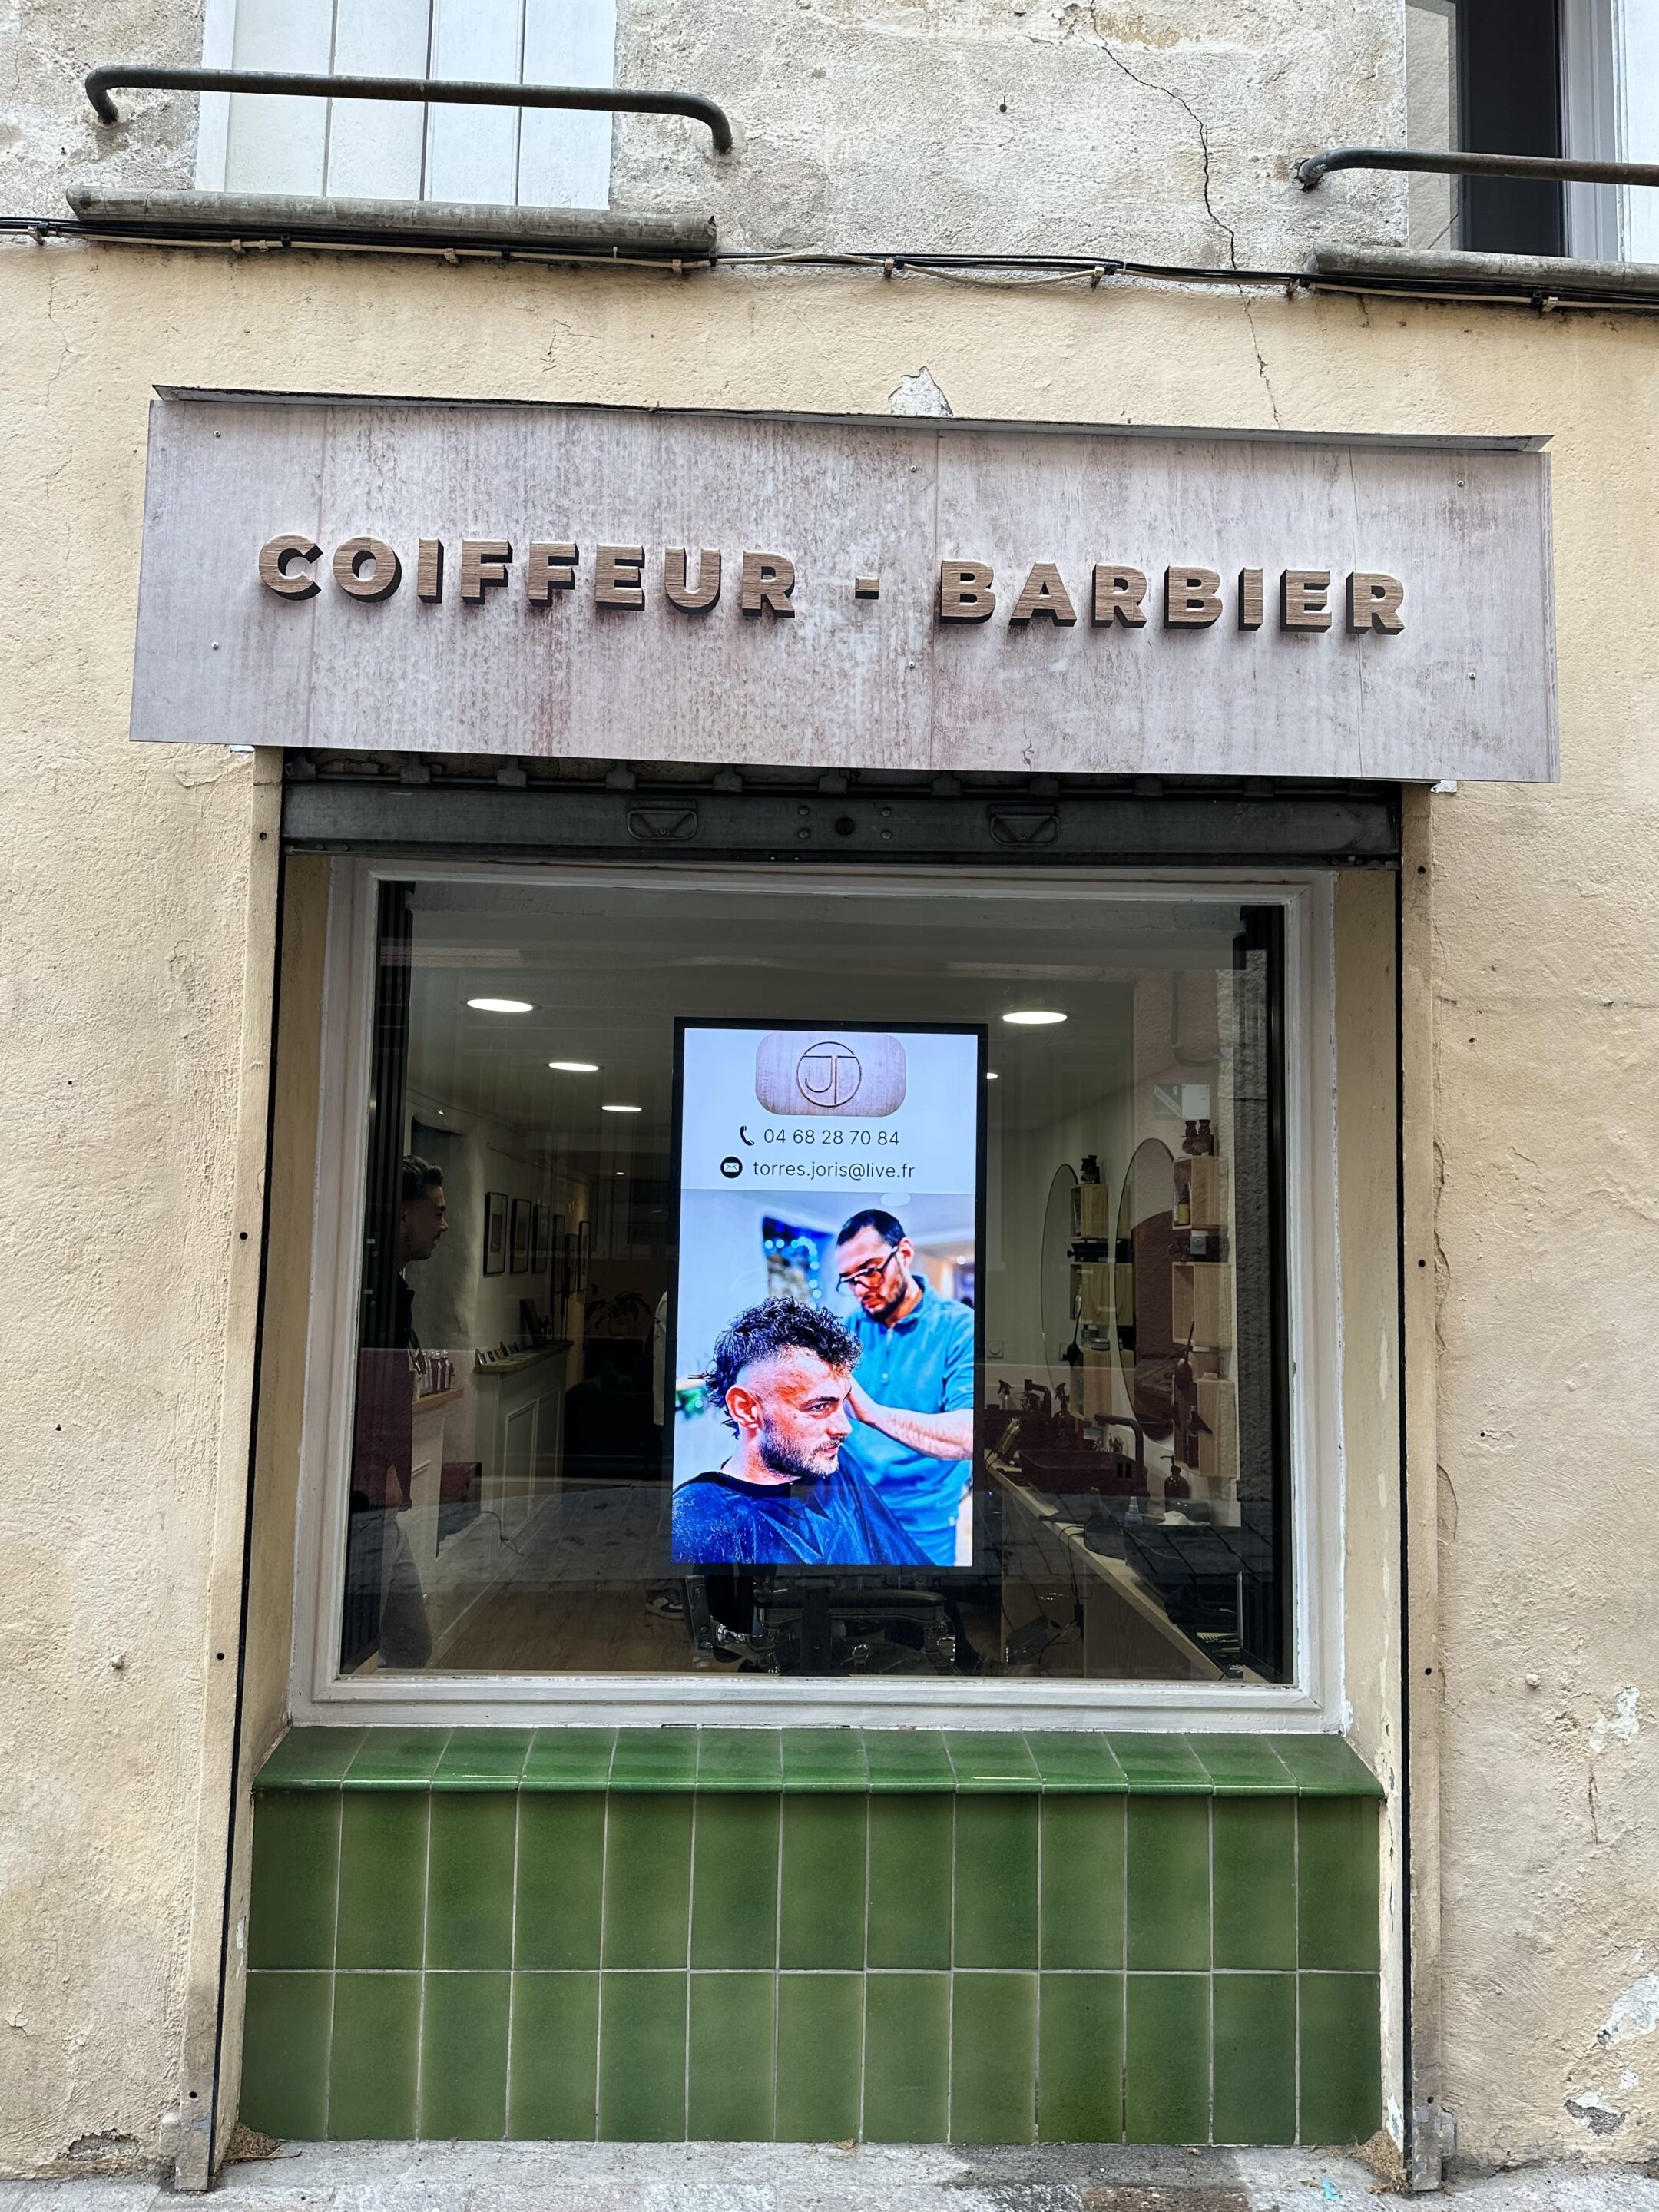 COIFFEUR - BARBIER
JT
04 68 28 70 84
torres.joris@live.fr